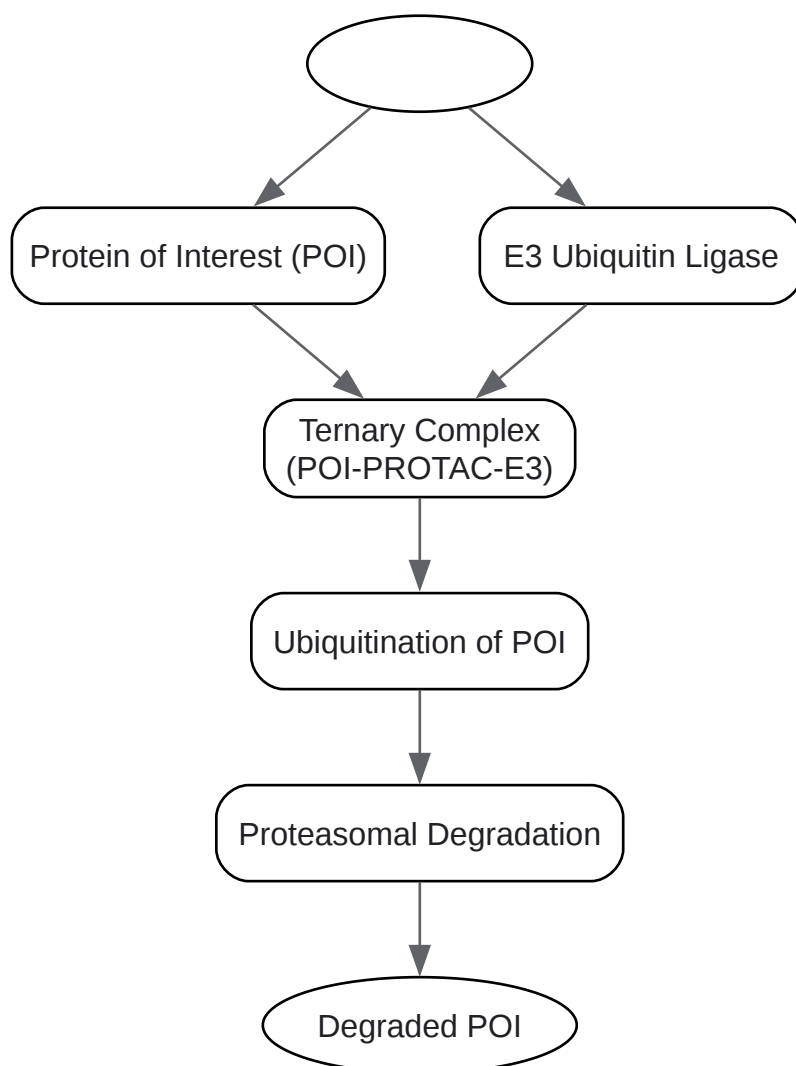 Protein of Interest (POI)
E3 Ubiquitin Ligase
Ternary Complex
(POI-PROTAC-E3)
Ubiquitination of POI
Proteasomal Degradation
Degraded POI